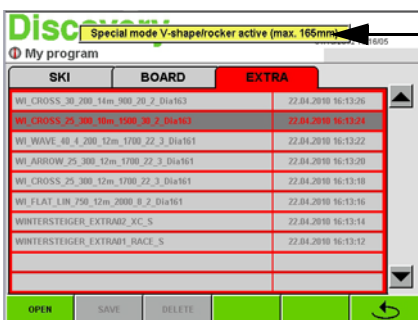 Discovery
Special mode V-shape/rocker active (max. 165mm)
16/05
My program
SKI BOARD EXTRA
WI_CROSS_30_200_14m_900_20_2_Dia163 22.04.2010 16:13:26
WI_CROSS_25_300_10m_1500_30_2_Dia163 22.04.2010 16:13:24
WI_WAVE_40_4_200_12m_1700_22_3_Dia161 22.04.2010 16:13:22
WI_ARROW_25_300_12m_1700_22_3_Dia161 22.04.2010 16:13:20
WI_CROSS_25_300_12m_1700_22_3_Dia161 22.04.2010 16:13:18
WI_FLAT_LIN_750_12m_2000_8_2_Dia161 22.04.2010 16:13:16
WINTERSTEIGER_EXTRA02_XC_S 22.04.2010 16:13:14
WINTERSTEIGER_EXTRA01_RACE_S 22.04.2010 16:13:12
OPEN SAVE DELETE